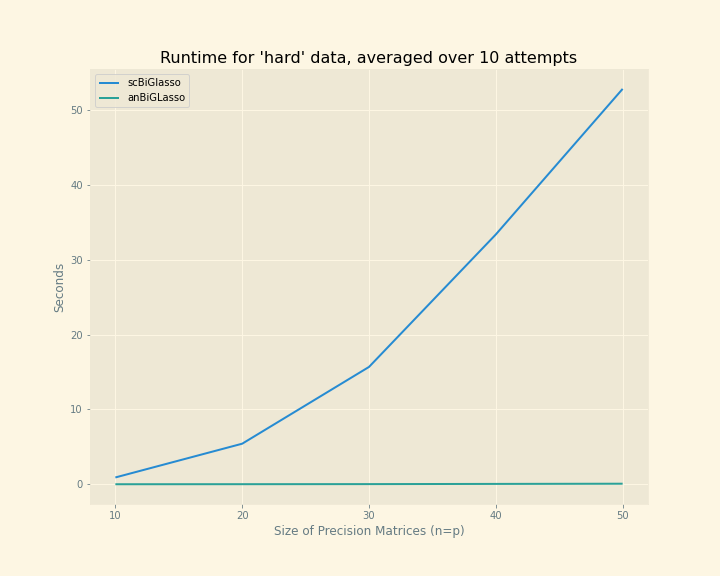 Runtime for 'hard' data, averaged over 10 attempts
scBiGlasso
anBiGLasso
50
40
30
20
10
0
Seconds
10 20 30 40 50
Size of Precision Matrices (n=p)